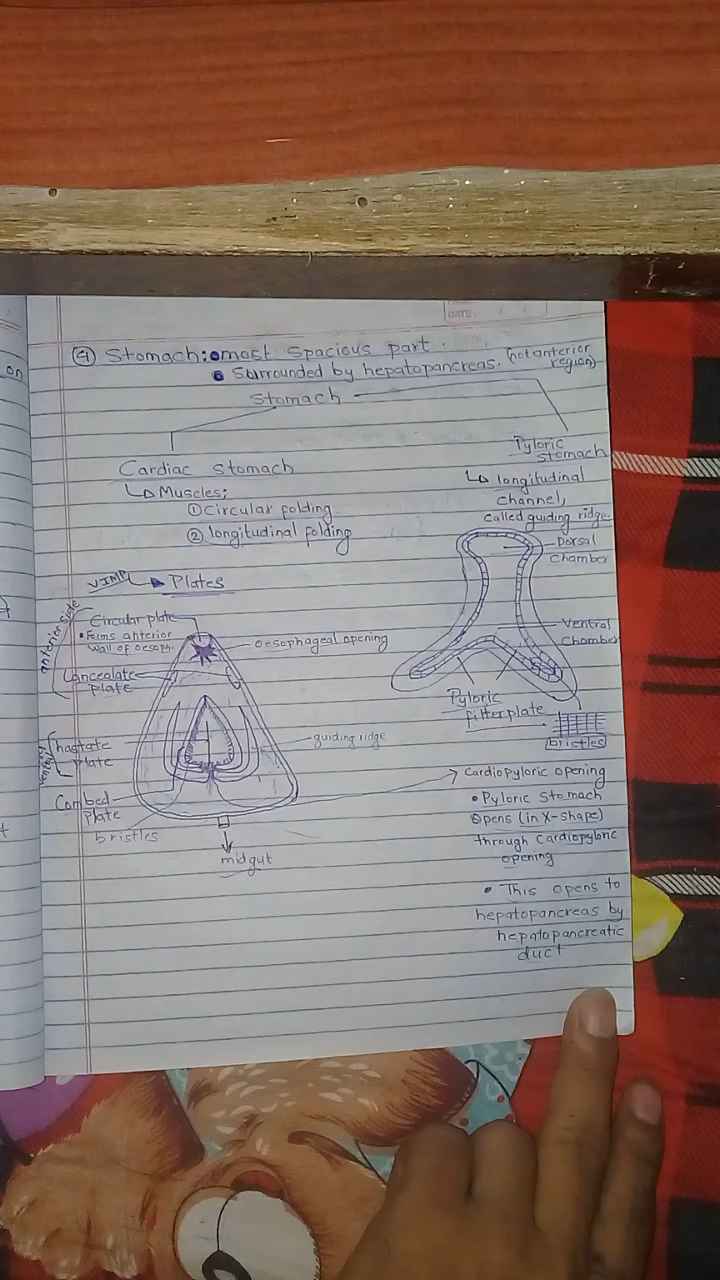 on
DATE:
④ Stomach: most spacious part.
• Surrounded by hepatopancreas. (not anterior
region)
Stomach
Cardiac stomach
↳ Muscles;
① Circular folding
② longitudinal folding
VIMP ↳ Plates
anterior side
Circular plate
• Forms anterior
wall of oesoph.
Oesophageal opening
Lanceolate
plate
ventral
hastate
plate
guiding ridge
Combed
plate
bristles
midgut
Pyloric
stomach
↳ longitudinal
channel,
called guiding ridge.
Dorsal
chamber
Ventral
chamber
Pyloric
filterplate
bristles
→ Cardiopyloric opening
• Pyloric stomach
opens (in X-shape)
through cardiopyloric
opening
• This opens to
hepatopancreas by
hepatopancreatic
duct